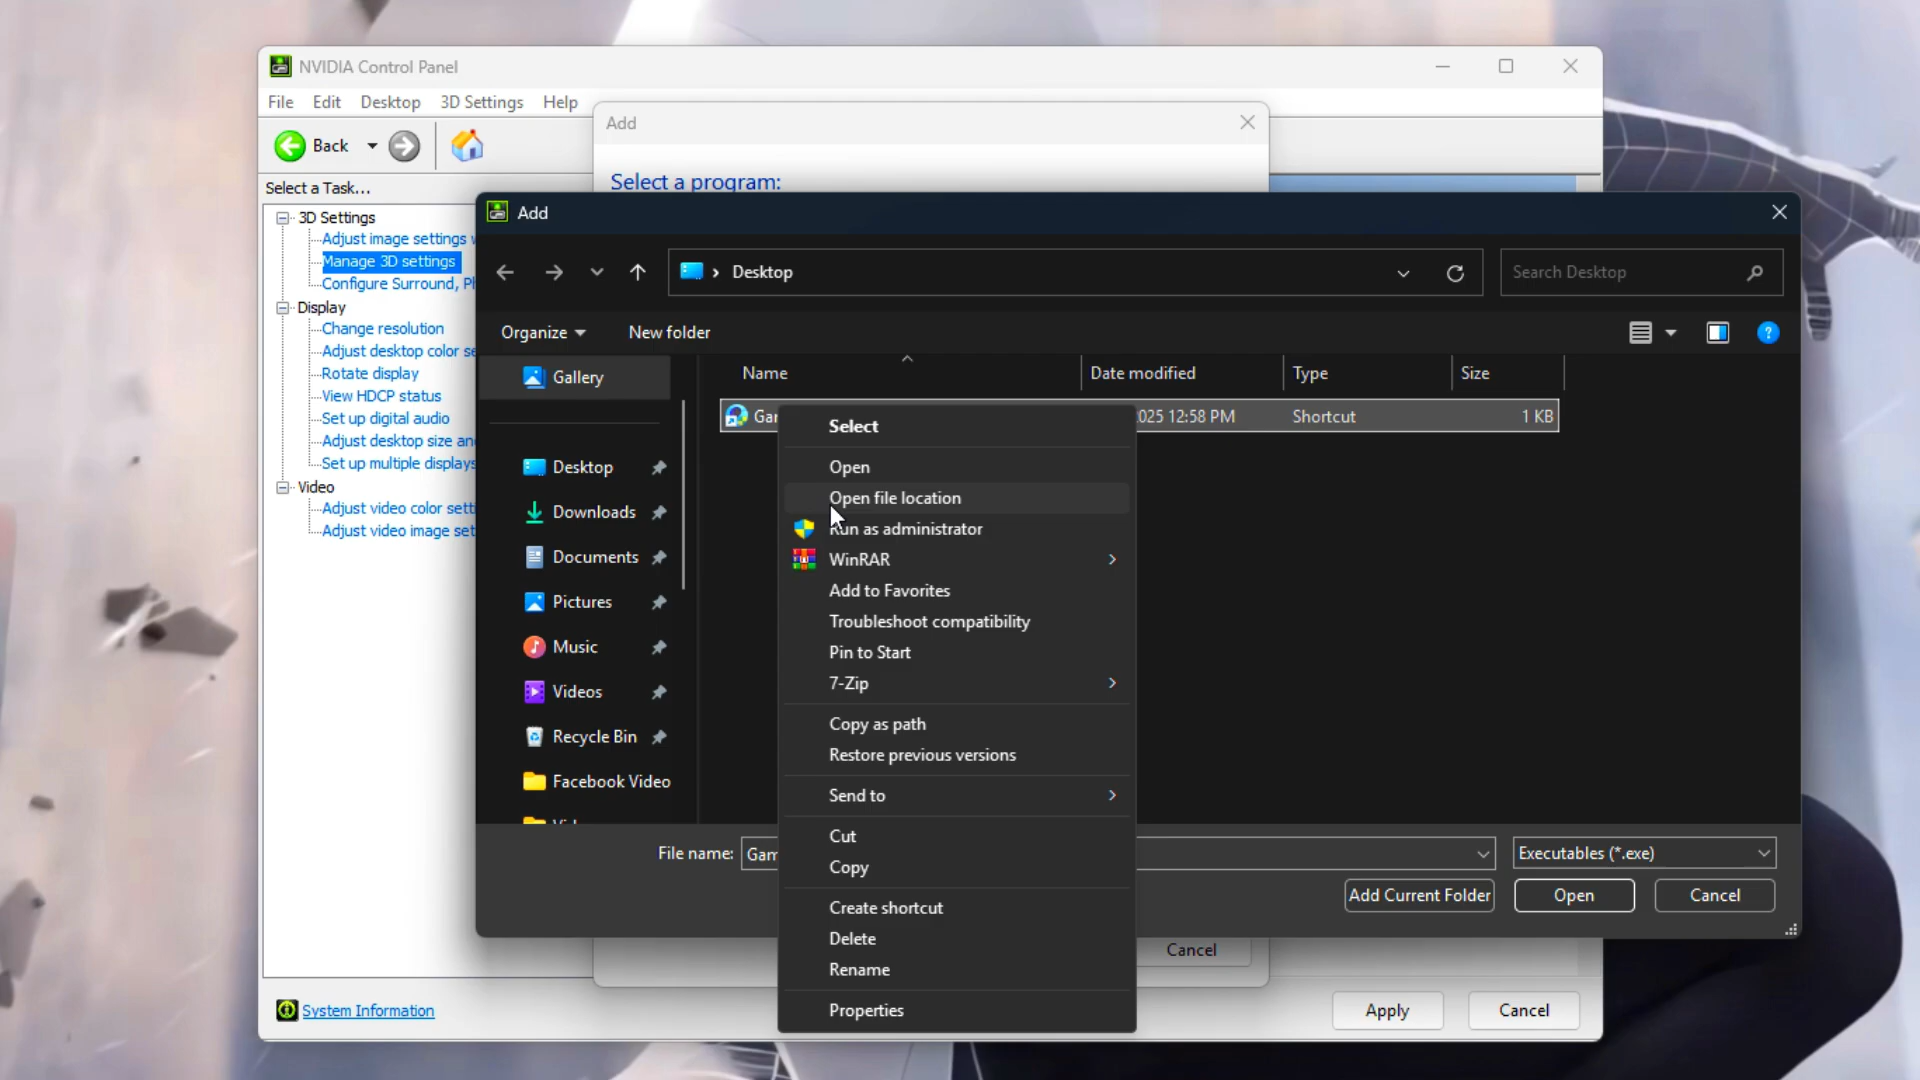 NVIDIA Control Panel
File Edit Desktop 3D Settings Help
Add
Back
Select a program:
Select a Task...
3D Settings
Adjust image settings
Manage 3D settings
Configure Surround,
Display
Change resolution
Adjust desktop color
Rotate display
View HDCP status
Set up digital audio
Adjust desktop size
Set up multiple displays
Video
Adjust video color
Adjust video image
System Information
Apply
Cancel
Cancel
Add
Desktop
Search Desktop
Organize
New folder
Gallery
Desktop
Downloads
Documents
Pictures
Music
Videos
Recycle Bin
Facebook Video
Name Date modified Type Size
025 12:58 PM Shortcut 1 KB
Select
Open
Open file location
Run as administrator
WinRAR
Add to Favorites
Troubleshoot compatibility
Pin to Start
7-Zip
Copy as path
Restore previous versions
Send to
Cut
Copy
Create shortcut
Delete
Rename
Properties
File name:
Executables (*.exe)
Add Current Folder
Open
Cancel